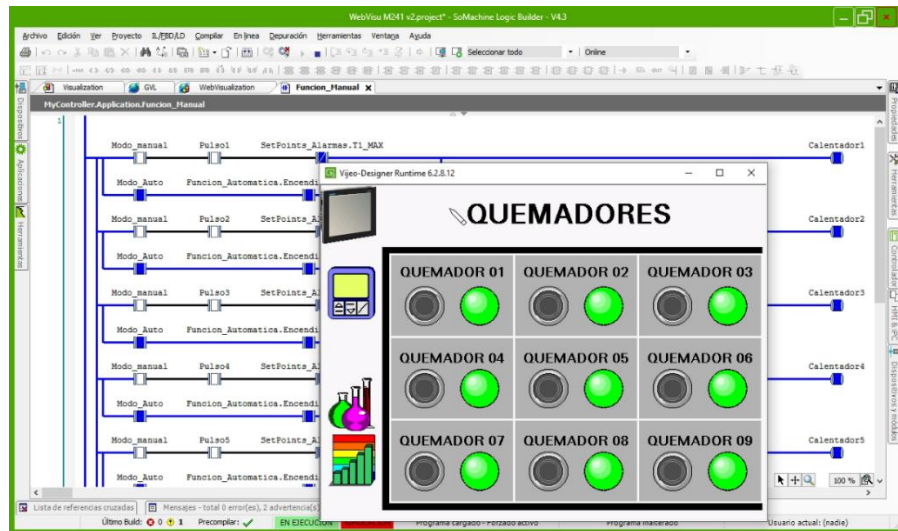 WebVisu M241 v2.project* - SoMachine Logic Builder - V4.3
Archivo Edición Ver Proyecto IL/FBD/LD Compilar En línea Depuración Herramientas Ventana Ayuda
Seleccionar todo Online
Visualization GVL WebVisualization Funcion_Manual X
MyController.Application.Funcion_Manual
Dispositivos
Aplicaciones
Herramientas
Propiedades
Herramientas
Controlador
HMI & iPC
Dispositivos y módulos
1
Modo_manual Pulso1 SetPoints_Alarmas.T1_MAX Calentador1
Modo_Auto Funcion_Automatica.Encendi
Modo_manual Pulso2 SetPoints_A Calentador2
Modo_Auto Funcion_Automatica.Encendi
Modo_manual Pulso3 SetPoints_A Calentador3
Modo_Auto Funcion_Automatica.Encendi
Modo_manual Pulso4 SetPoints_A Calentador4
Modo_Auto Funcion_Automatica.Encendi
Modo_manual Pulso5 SetPoints_A Calentador5
Modo_Auto Funcion_Automatica.Encendi
Vijeo-Designer Runtime 6.2.8.12
QUEMADORES
QUEMADOR 01 QUEMADOR 02 QUEMADOR 03
QUEMADOR 04 QUEMADOR 05 QUEMADOR 06
QUEMADOR 07 QUEMADOR 08 QUEMADOR 09
100 %
Lista de referencias cruzadas Mensajes - total 0 error(es), 2 advertencia(s)
Último Build: 0 1 Precompilar: EN EJECUCIÓN Programa cargado - Forzado activo Programa inalterado Usuario actual: (nadie)